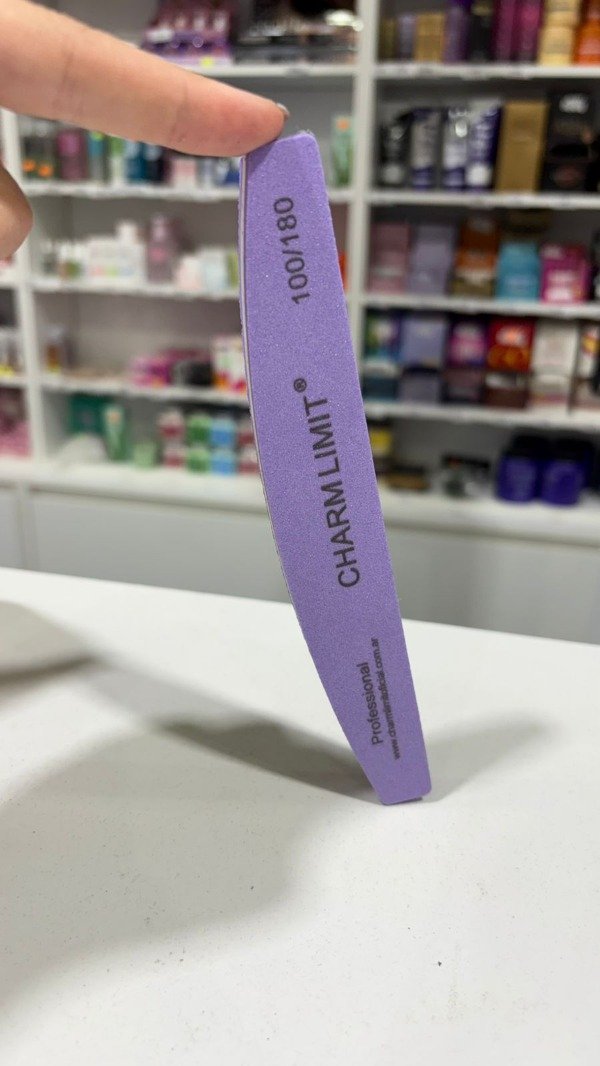 100/180
CHARM LIMIT®
Professional
www.charmlimitoficial.com.ar